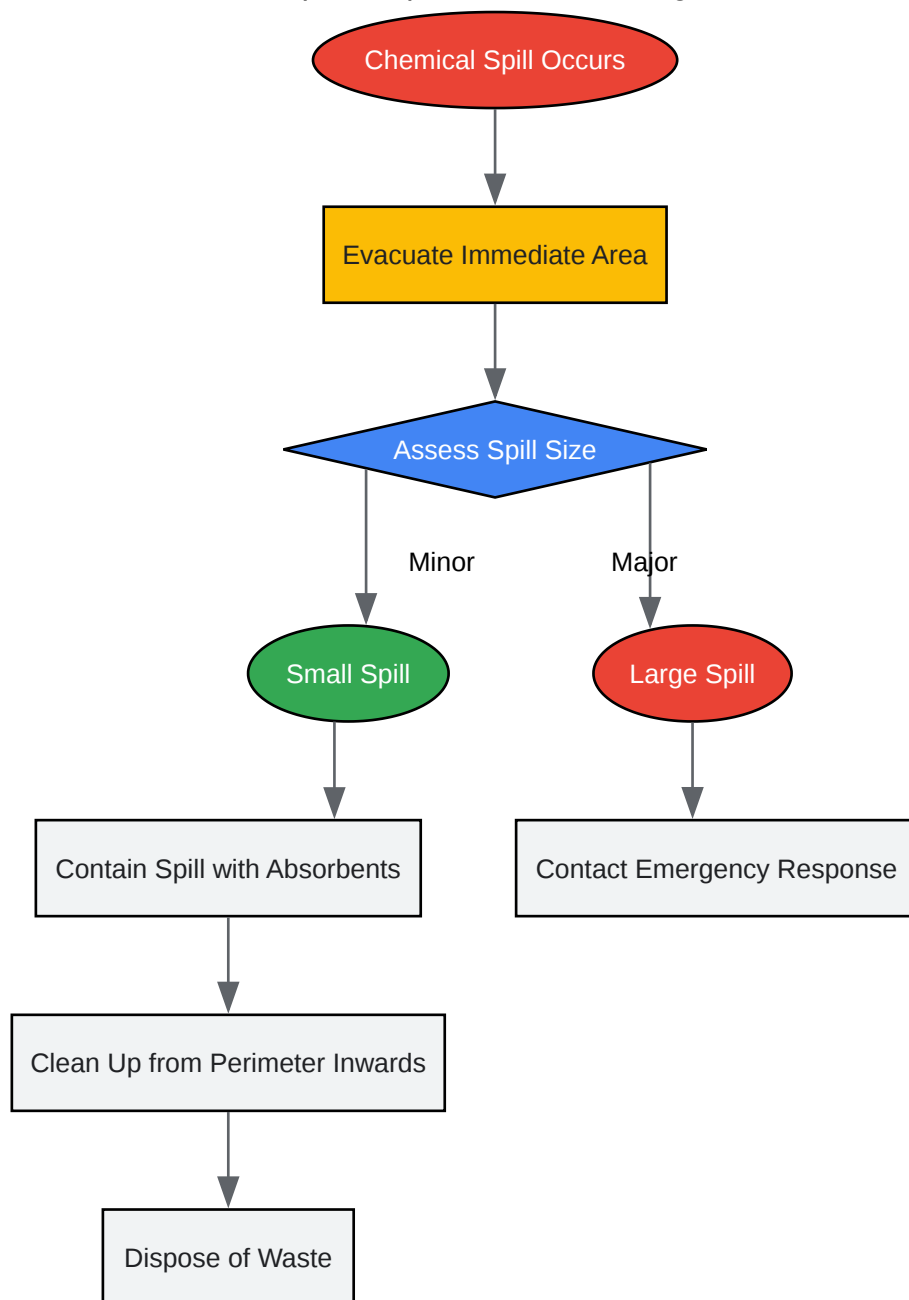 Chemical Spill Occurs
Evacuate Immediate Area
Assess Spill Size
Minor
Major
Small Spill
Large Spill
Contain Spill with Absorbents
Contact Emergency Response
Clean Up from Perimeter Inwards
Dispose of Waste